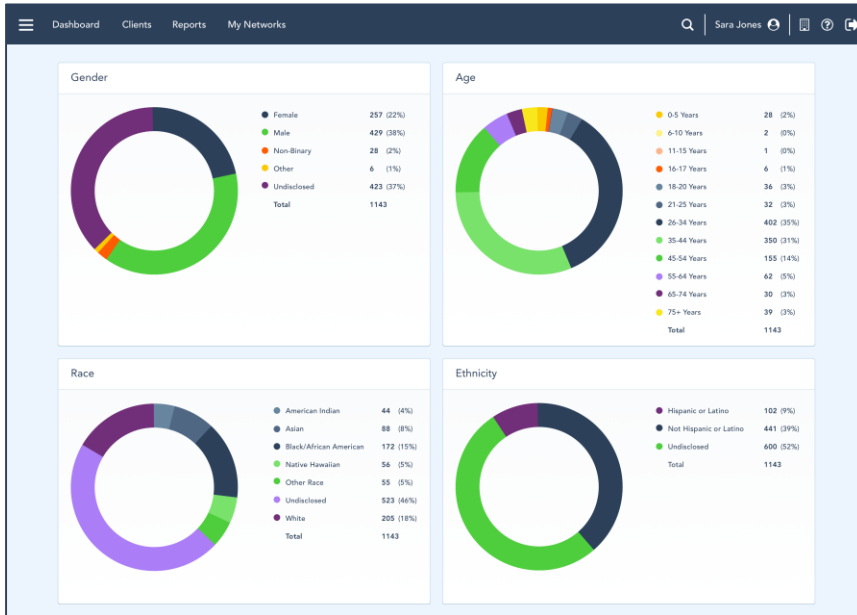 Dashboard Clients Reports My Networks Sara Jones
Gender
Female 257 (22%)
Male 429 (38%)
Non-Binary 28 (2%)
Other 6 (1%)
Undisclosed 423 (37%)
Total 1143
Age
0-5 Years 28 (2%)
6-10 Years 2 (0%)
11-15 Years 1 (0%)
16-17 Years 6 (1%)
18-20 Years 36 (3%)
21-25 Years 32 (3%)
26-34 Years 402 (35%)
35-44 Years 350 (31%)
45-54 Years 155 (14%)
55-64 Years 62 (5%)
65-74 Years 30 (3%)
75+ Years 39 (3%)
Total 1143
Race
American Indian 44 (4%)
Asian 88 (8%)
Black/African American 172 (15%)
Native Hawaiian 56 (5%)
Other Race 55 (5%)
Undisclosed 523 (46%)
White 205 (18%)
Total 1143
Ethnicity
Hispanic or Latino 102 (9%)
Not Hispanic or Latino 441 (39%)
Undisclosed 600 (52%)
Total 1143